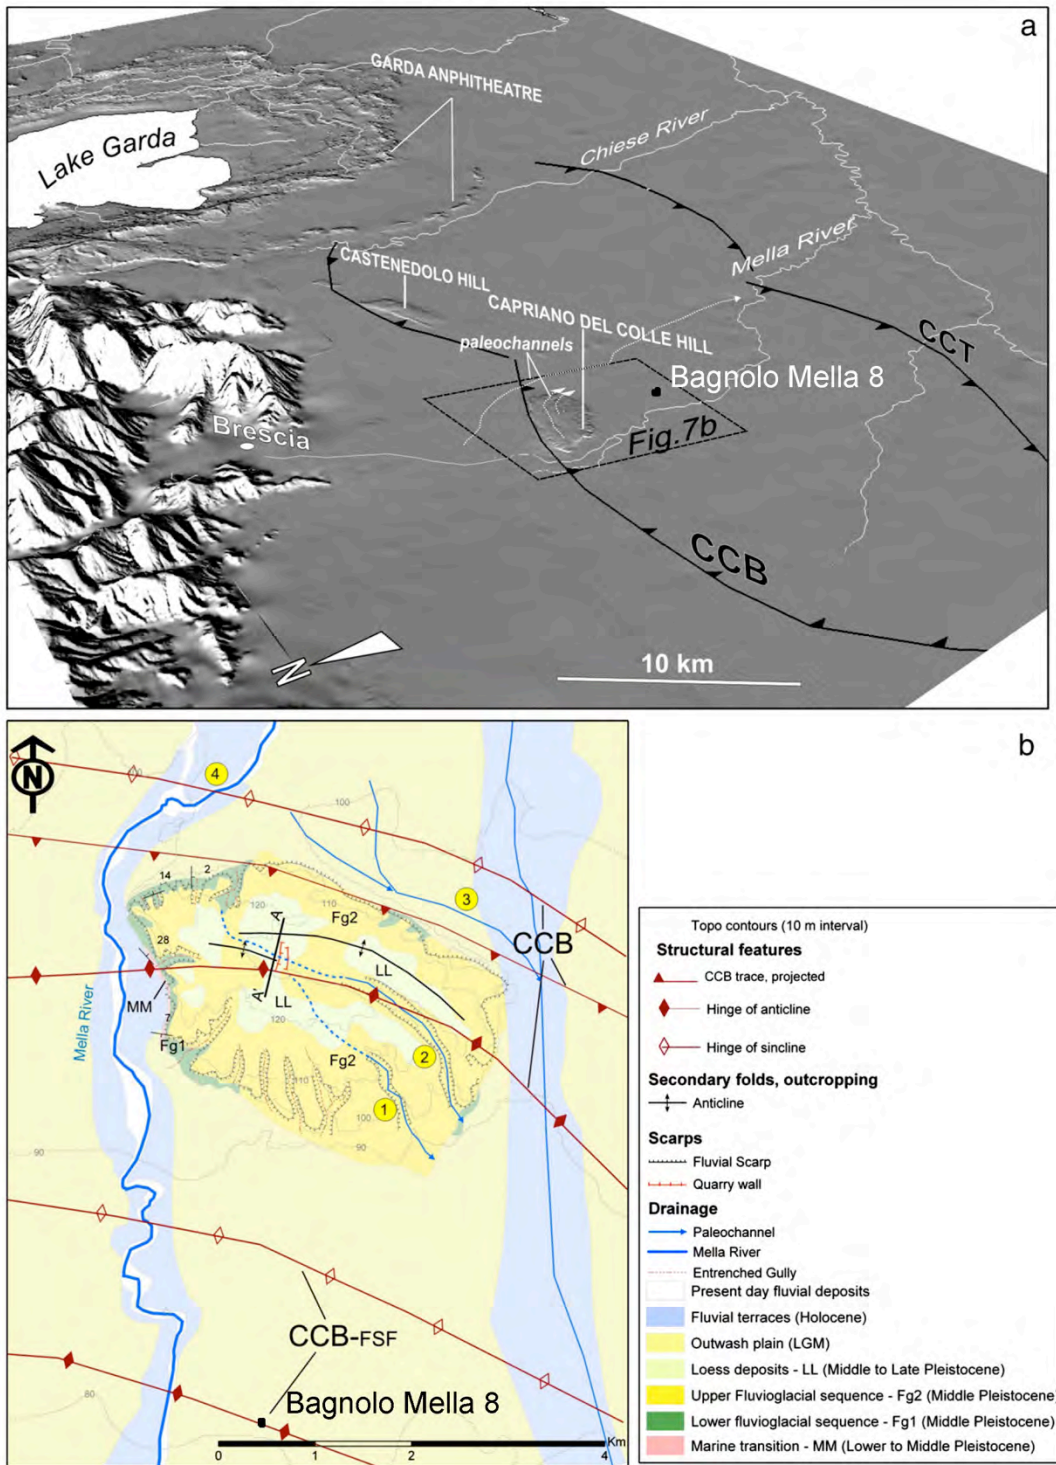 a
GARDA ANPHITHEATRE
Lake Garda
Chiese River
Mella River
CASTENEDOLO HILL
CAPRIANO DEL COLLE HILL
paleochannels
CCT
Bagnolo Mella 8
Brescia
Fig.7b
CCB
N
10 km
b
N
4
100
100
14
2
3
120
Fg2
110
A
CCB
28
LL
MM
A'
LL
7
120
Mella River
Fg1
Fg2
2
110
1
100
90
90
CCB-FSF
80
Bagnolo Mella 8
Km
0
1
2
4
Topo contours (10 m interval)
Structural features
CCB trace, projected
Hinge of anticline
Hinge of sincline
Secondary folds, outcropping
Anticline
Scarps
Fluvial Scarp
Quarry wall
Drainage
Paleochannel
Mella River
Entrenched Gully
Present day fluvial deposits
Fluvial terraces (Holocene)
Outwash plain (LGM)
Loess deposits - LL (Middle to Late Pleistocene)
Upper Fluvioglacial sequence - Fg2 (Middle Pleistocene)
Lower fluvioglacial sequence - Fg1 (Middle Pleistocene)
Marine transition - MM (Lower to Middle Pleistocene)